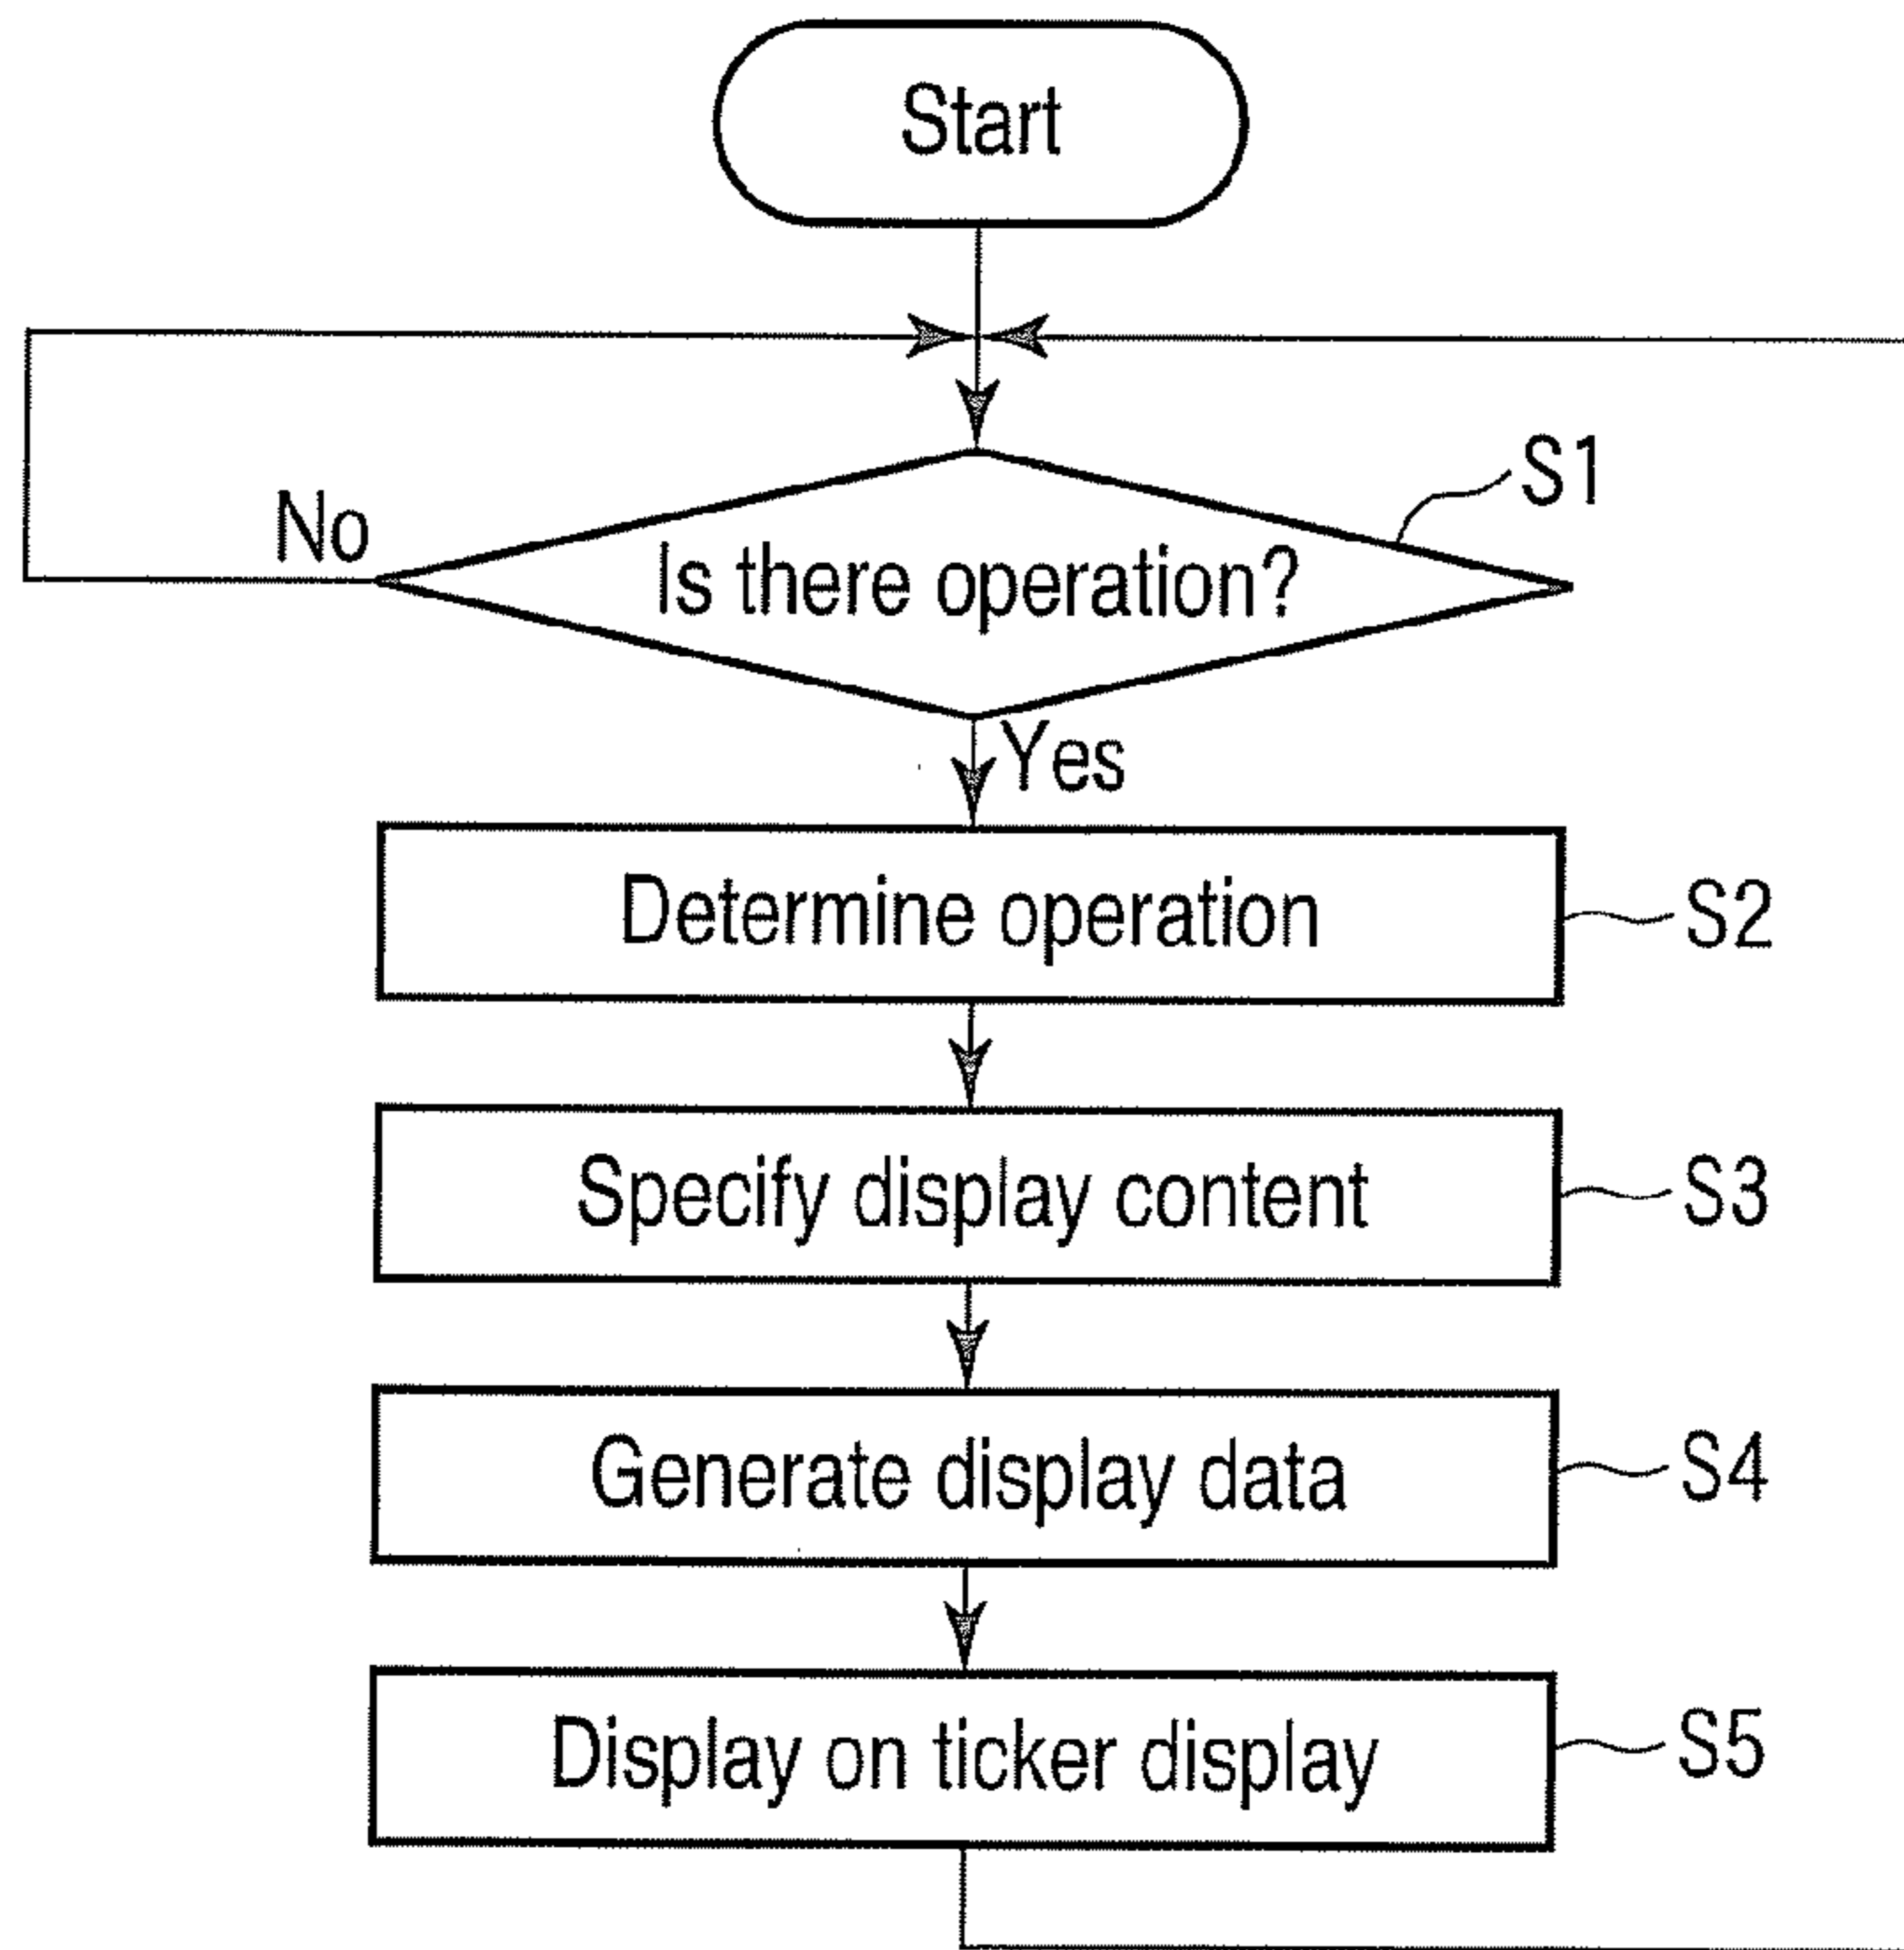 Start
S1
No
Is there operation?
Yes
Determine operation
S2
Specify display content
S3
Generate display data
S4
Display on ticker display
S5